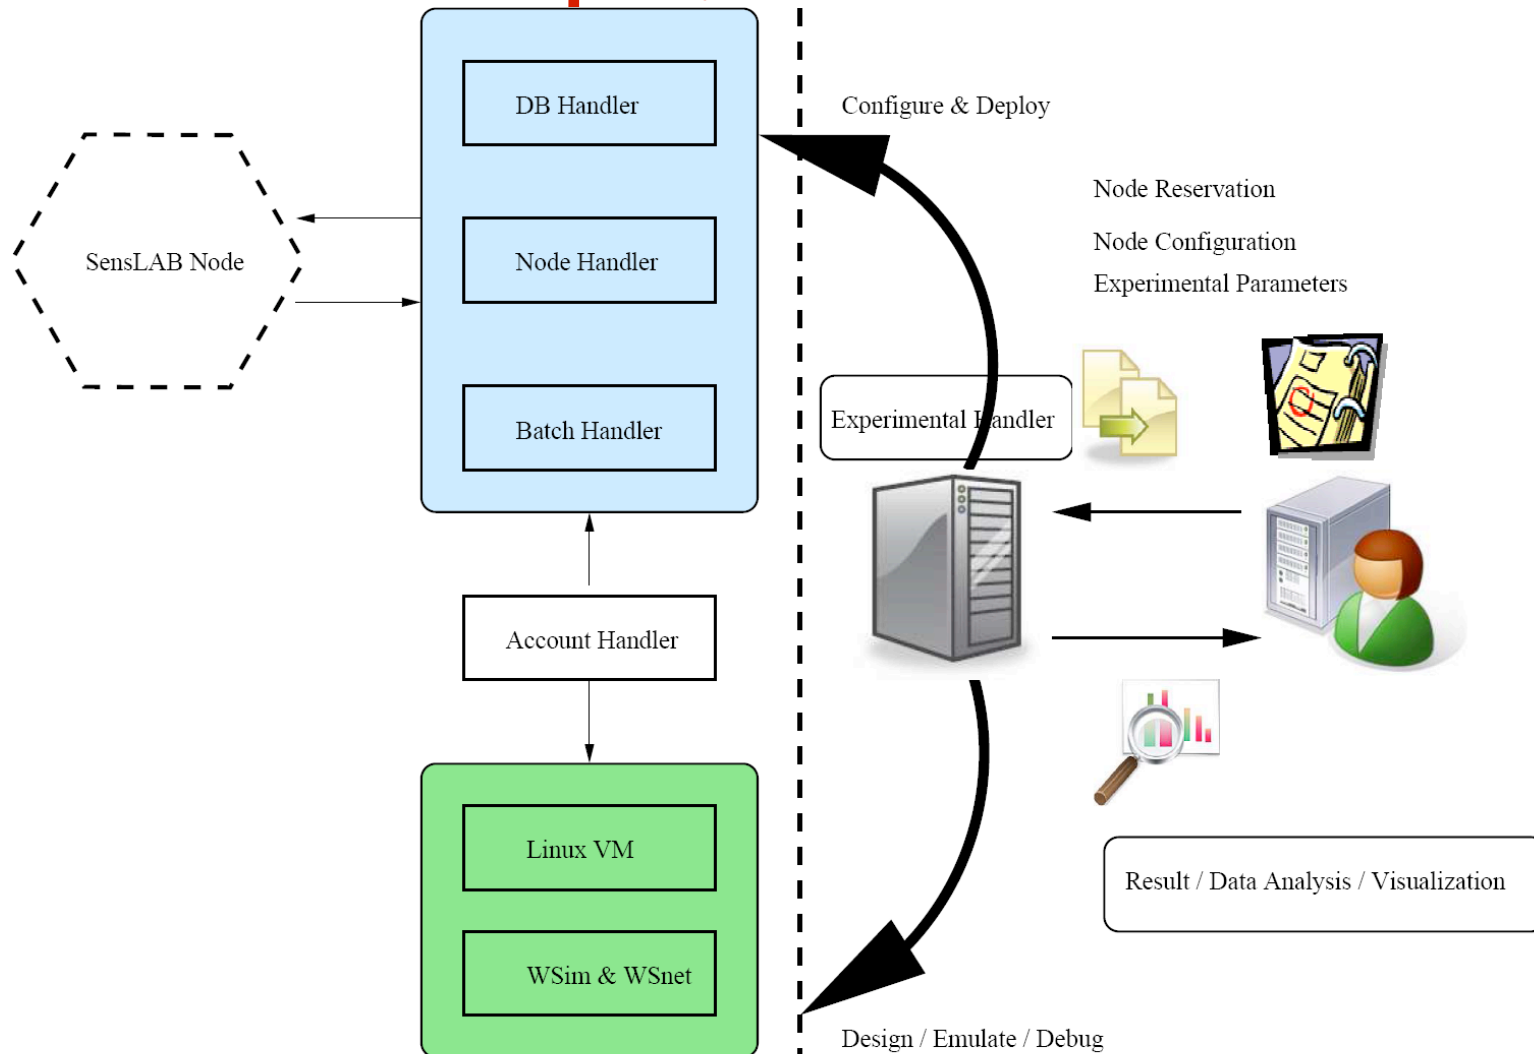 DB Handler
Configure & Deploy
Node Reservation
SensLAB Node
Node Handler
Node Configuration
Experimental Parameters
Batch Handler
Experimental Handler
Account Handler
Linux VM
Result / Data Analysis / Visualization
WSim & WSnet
Design / Emulate / Debug